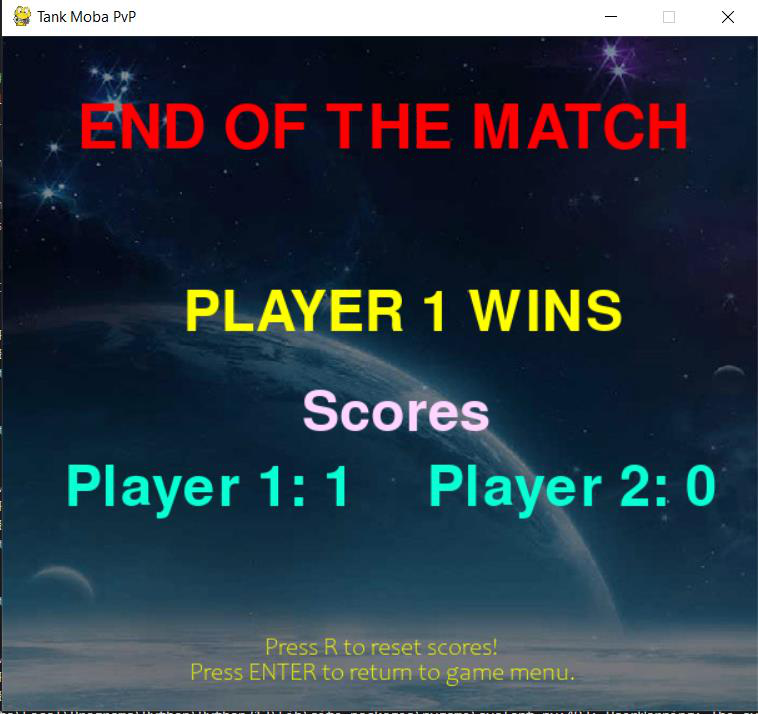 Tank Moba PvP
END OF THE MATCH
PLAYER 1 WINS
Scores
Player 1: 1 Player 2: 0
Press R to reset scores!
Press ENTER to return to game menu.